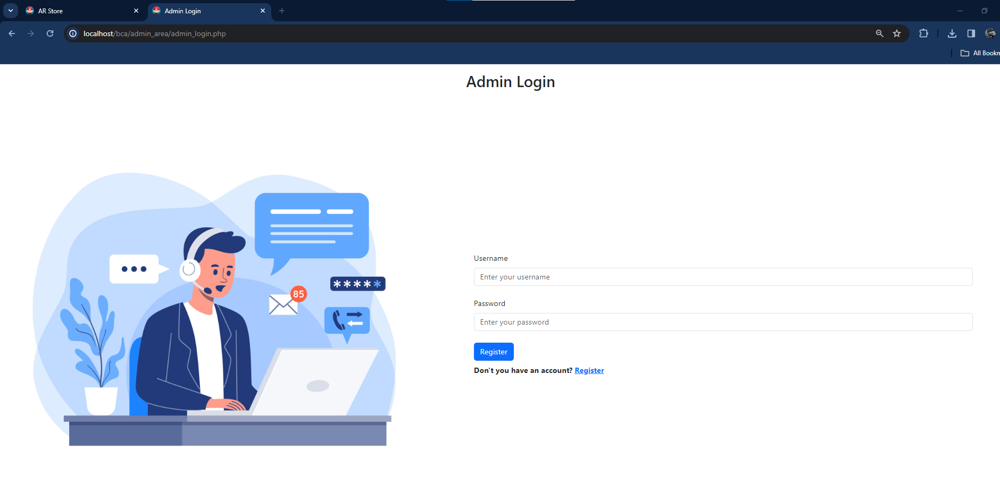 AR Store
Admin Login
localhost/bca/admin_area/admin_login.php
All Bookm
Admin Login
85
*****
Username
Enter your username
Password
Enter your password
Register
Don't you have an account? Register